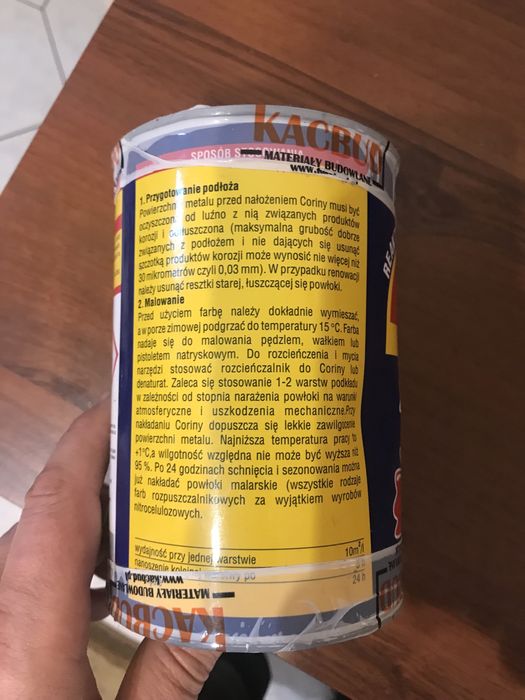 KACBUD
SPOSÓB STOSOWANIA
MATERIAŁY BUDOWLANE
1. Przygotowanie podłoża
Powierzchnia metalu przed nałożeniem Coriny musi być
oczyszczona od luźno z nią związanych produktów
korozji i odtłuszczona (maksymalna grubość dobrze
związanych z podłożem i nie dających się usunąć
szczotką produktów korozji może wynosić nie więcej niż
30 mikrometrów czyli 0,03 mm). W przypadku renowacji
należy usunąć resztki starej, łuszczącej się powłoki.
2. Malowanie
Przed użyciem farbę należy dokładnie wymieszać,
a w porze zimowej podgrzać do temperatury 15 °C. Farba
nadaje się do malowania pędzlem, wałkiem lub
pistoletem natryskowym. Do rozcieńczenia i mycia
narzędzi stosować rozcieńczalnik do Coriny lub
denaturat. Zaleca się stosowanie 1-2 warstw podkładu
w zależności od stopnia narażenia powłoki na warunki
atmosferyczne i uszkodzenia mechaniczne.Przy
nakładaniu Coriny dopuszcza się lekkie zawilgocenie
powierzchni metalu. Najniższa temperatura pracy to
+1°C,a wilgotność względna nie może być wyższa niż
95 %. Po 24 godzinach schnięcia i sezonowania można
już nakładać powłoki malarskie (wszystkie rodzaje
farb rozpuszczalnikowych za wyjątkiem wyrobów
nitrocelulozowych.
wydajność przy jednej warstwie 10m²/l
nanoszenie
24 h
www.kacbud.pl
MATERIAŁY BUDOWLANE
KACBUD